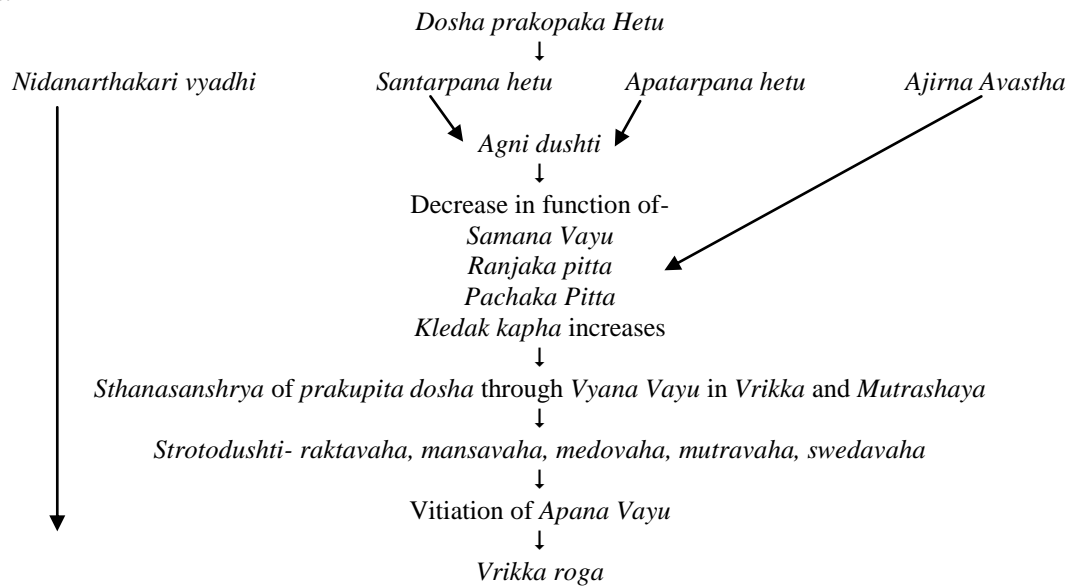 Dosha prakopaka Hetu
↓
Nidanarthakari vyadhi Santarpana hetu Apatarpana hetu Ajirna Avastha
Agni dushti
↓
Decrease in function of-
Samana Vayu
Ranjaka pitta
Pachaka Pitta
Kledak kapha increases
↓
Sthanasanshrya of prakupita dosha through Vyana Vayu in Vrikka and Mutrashaya
↓
Strotodushti- raktavaha, mansavaha, medovaha, mutravaha, swedavaha
↓
Vitiation of Apana Vayu
↓
Vrikka roga